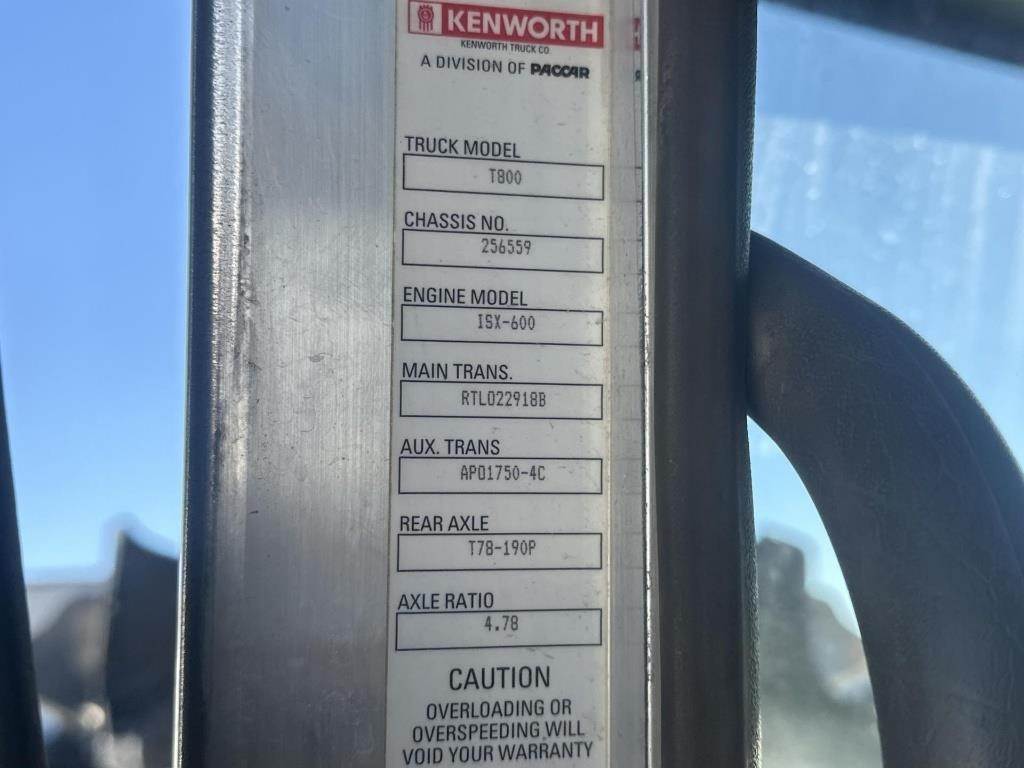 KENWORTH
KENWORTH TRUCK CO.
A DIVISION OF PACCAR
TRUCK MODEL
T800
CHASSIS NO.
256559
ENGINE MODEL
ISX-600
MAIN TRANS.
RTLO22918B
AUX. TRANS
APO1750-4C
REAR AXLE
T78-190P
AXLE RATIO
4.78
CAUTION
OVERLOADING OR
OVERSPEEDING WILL
VOID YOUR WARRANTY